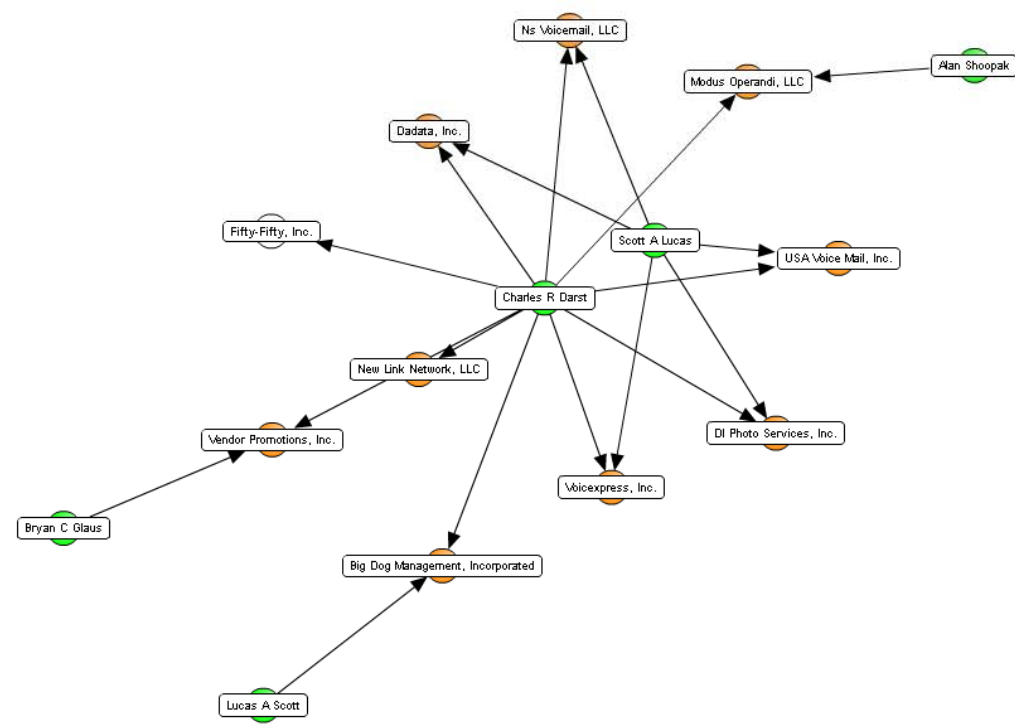 Ns Voicemail, LLC
Alan Shoopak
Modus Operandi, LLC
Dadata, Inc.
Fifty-Fifty, Inc.
Scott A Lucas
USA Voice Mail, Inc.
Charles R Darst
New Link Network, LLC
DI Photo Services, Inc.
Vendor Promotions, Inc.
Voicexpress, Inc.
Bryan C Glaus
Big Dog Management, Incorporated
Lucas A Scott